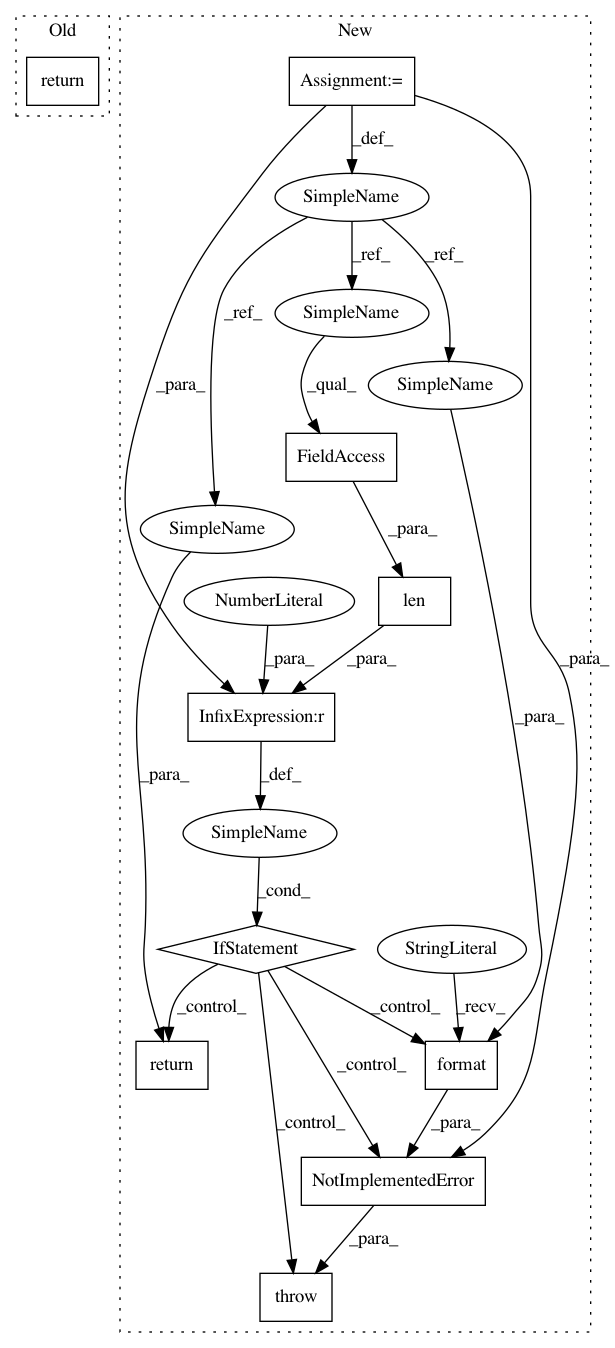 Old
New
return
Assignment:=
_def_
SimpleName
_ref_
_ref_
_ref_
SimpleName
_para_
_qual_
SimpleName
FieldAccess
SimpleName
_para_
NumberLiteral
len
_para_
_para_
_para_
InfixExpression:r
_para_
_para_
_def_
SimpleName
_cond_
IfStatement
StringLiteral
_control_
_control_
_recv_
return
_control_
format
_control_
_para_
NotImplementedError
_para_
throw